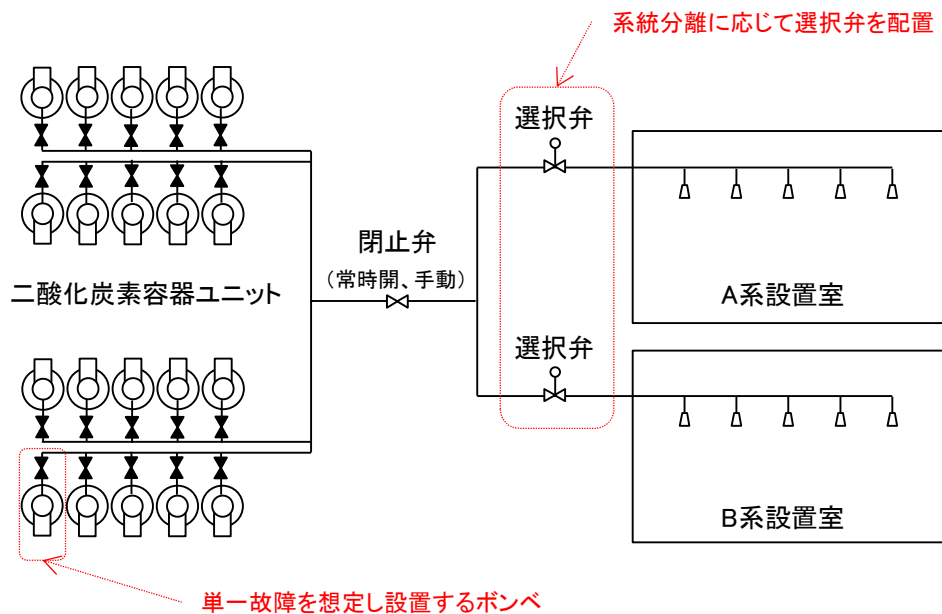 系統分離に応じて選択弁を配置
選択弁
閉止弁
（常時開、手動）
二酸化炭素容器ユニット
A系設置室
選択弁
B系設置室
単一故障を想定し設置するボンベ